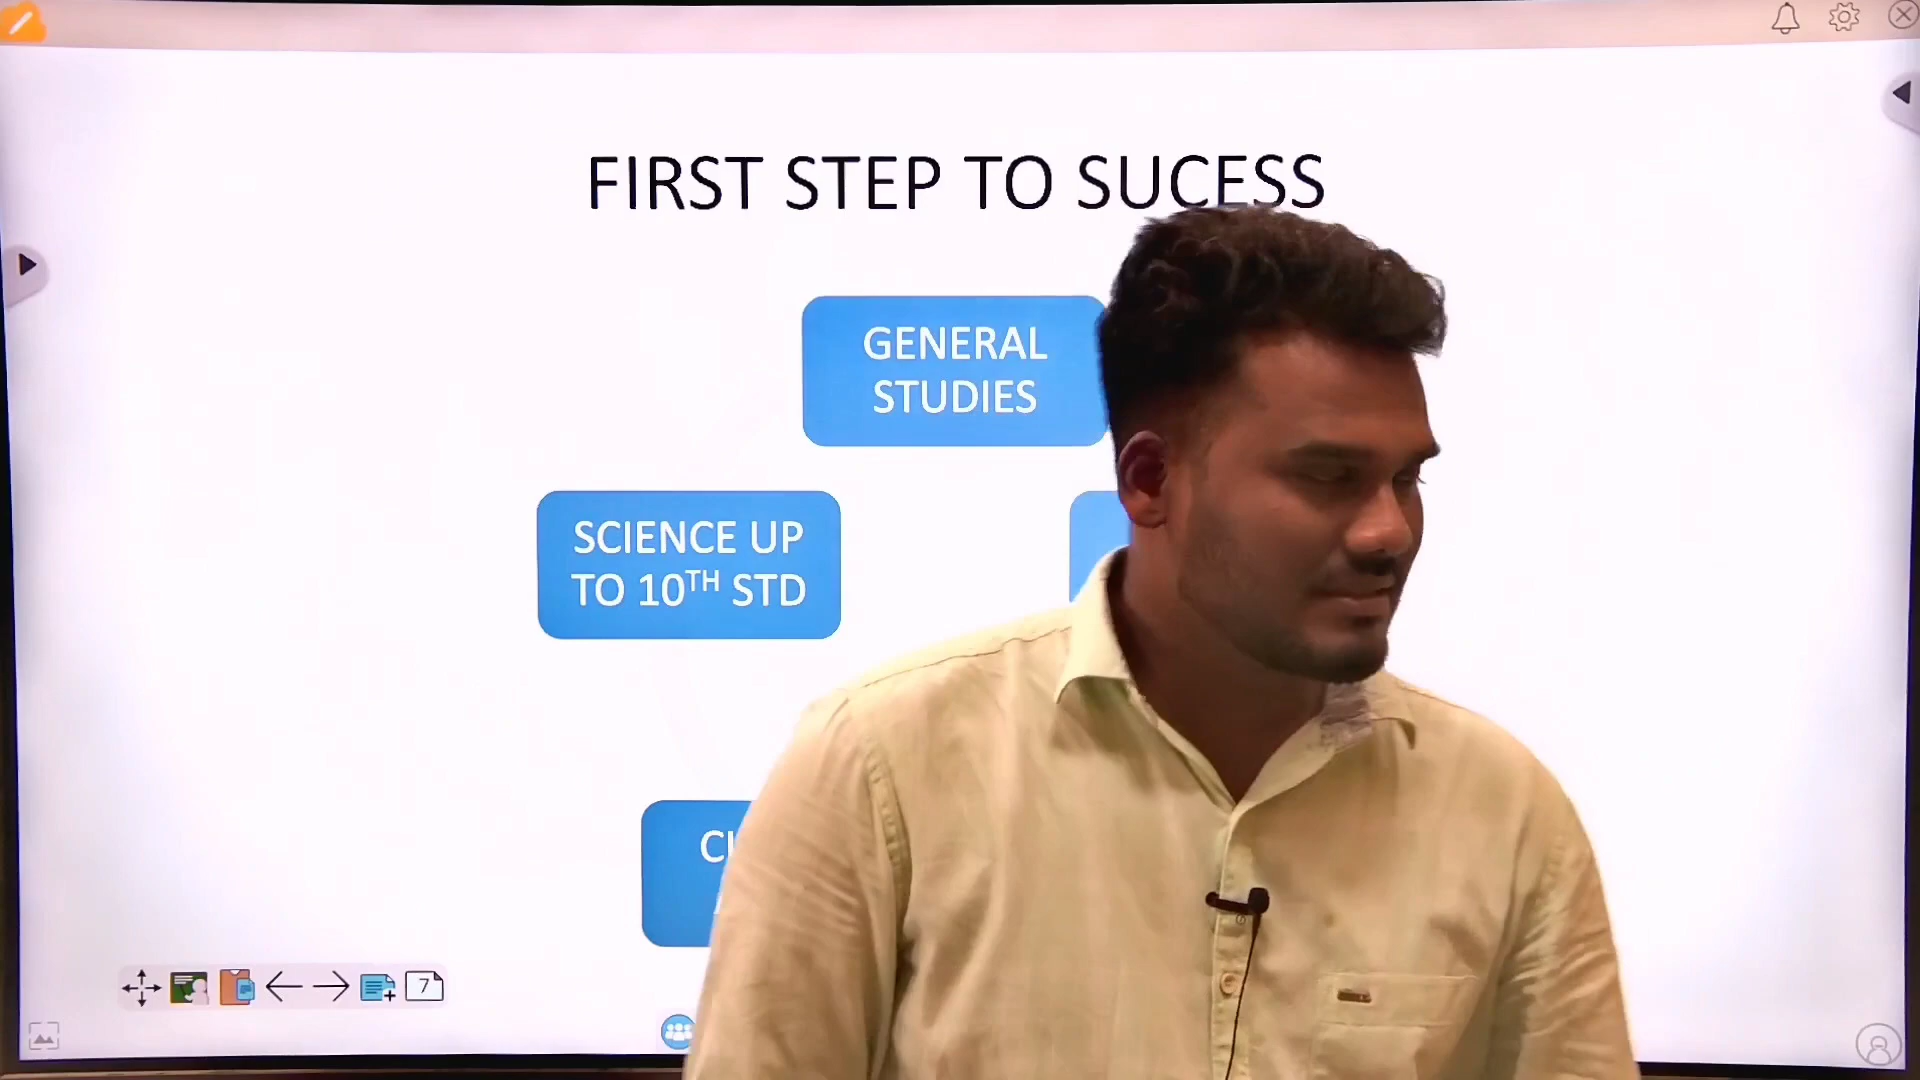 FIRST STEP TO SUCESS
GENERAL
STUDIES
SCIENCE UP
TO 10TH STD
7